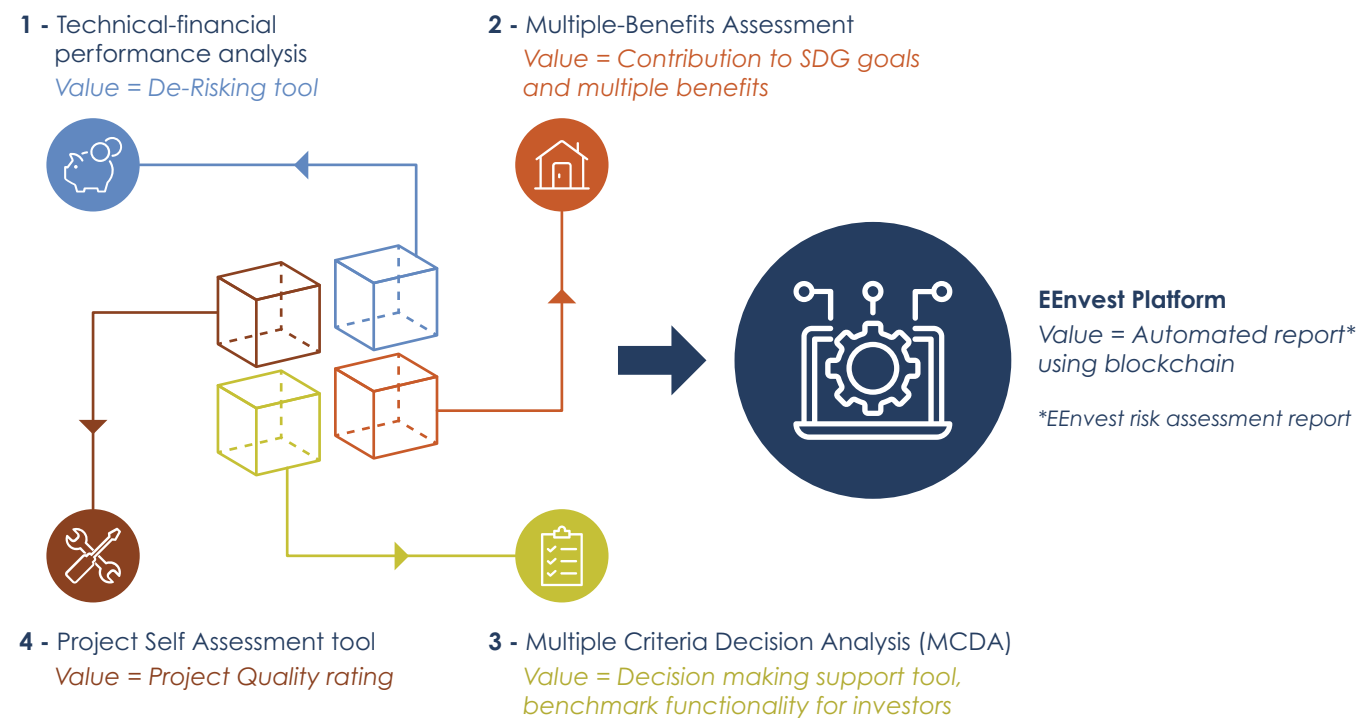 1 - Technical-financial
performance analysis
Value = De-Risking tool
2 - Multiple-Benefits Assessment
Value = Contribution to SDG goals
and multiple benefits
EEnvest Platform
Value = Automated report*
using blockchain
*EEnvest risk assessment report
4 - Project Self Assessment tool
Value = Project Quality rating
3 - Multiple Criteria Decision Analysis (MCDA)
Value = Decision making support tool,
benchmark functionality for investors